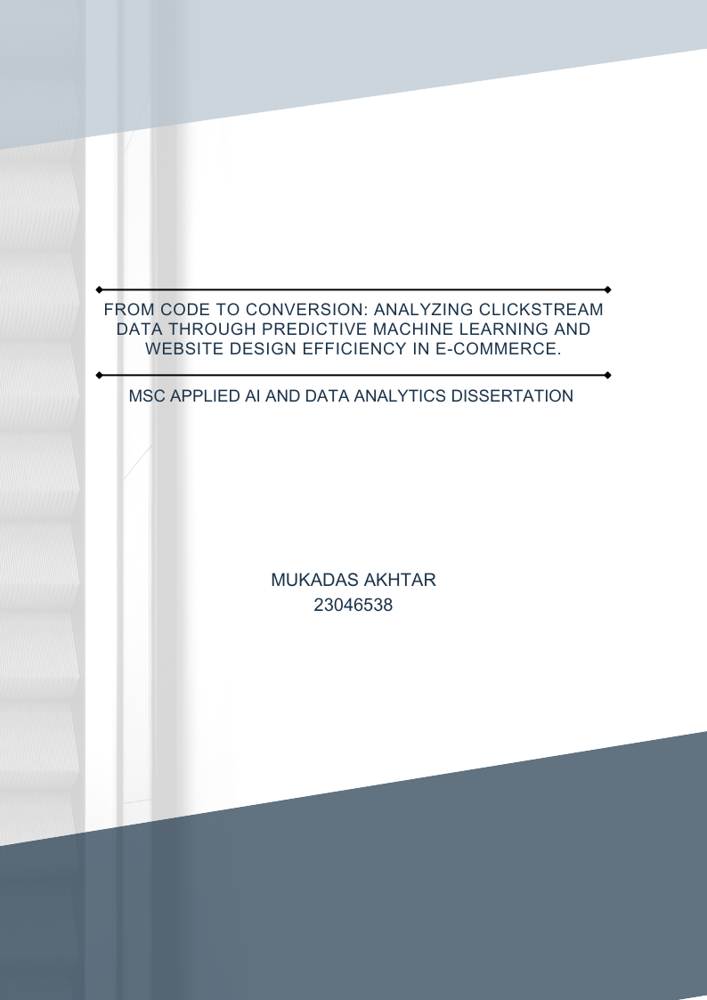 FROM CODE TO CONVERSION: ANALYZING CLICKSTREAM
DATA THROUGH PREDICTIVE MACHINE LEARNING AND
WEBSITE DESIGN EFFICIENCY IN E-COMMERCE.
MSC APPLIED AI AND DATA ANALYTICS DISSERTATION
MUKADAS AKHTAR
23046538